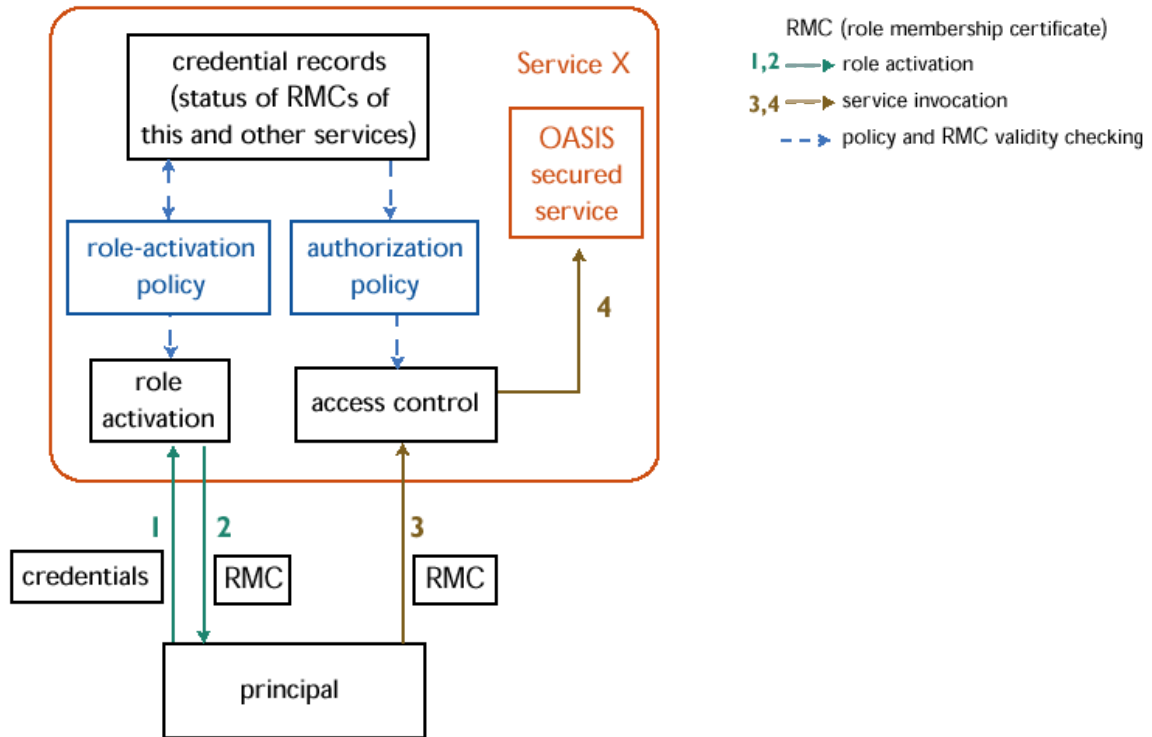 credential records
(status of RMCs of
this and other services)
Service X
OASIS
secured
service
role-activation
policy
authorization
policy
4
role
activation
access control
1
2
3
credentials
RMC
RMC
principal
RMC (role membership certificate)
1,2 role activation
3,4 service invocation
policy and RMC validity checking